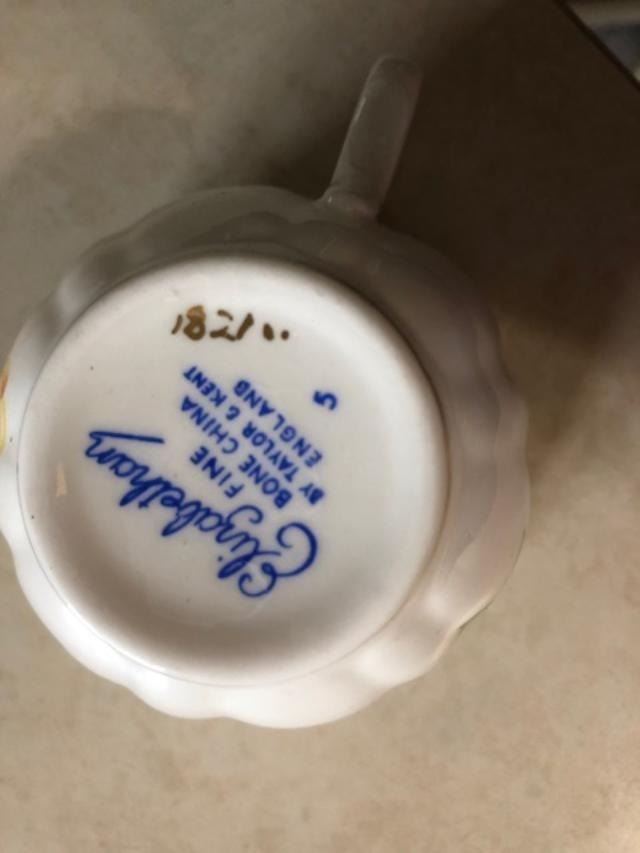 Elizabethan
FINE
BONE CHINA
BY TAYLOR & KENT
ENGLAND
5
1821